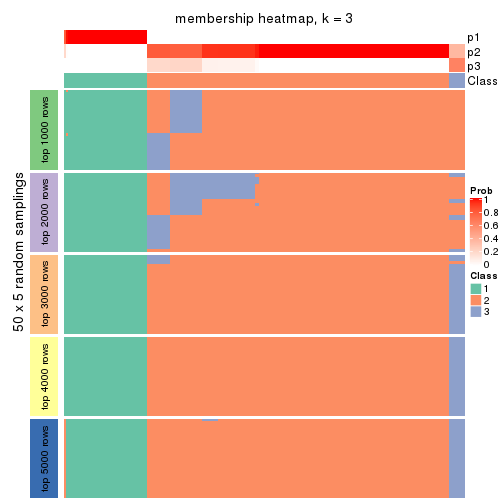 membership heatmap, k = 3
p1
p2
p3
Class
50 x 5 random samplings
top 1000 rows
top 2000 rows
top 3000 rows
top 4000 rows
top 5000 rows
Prob
1
0.8
0.6
0.4
0.2
0
Class
1
2
3